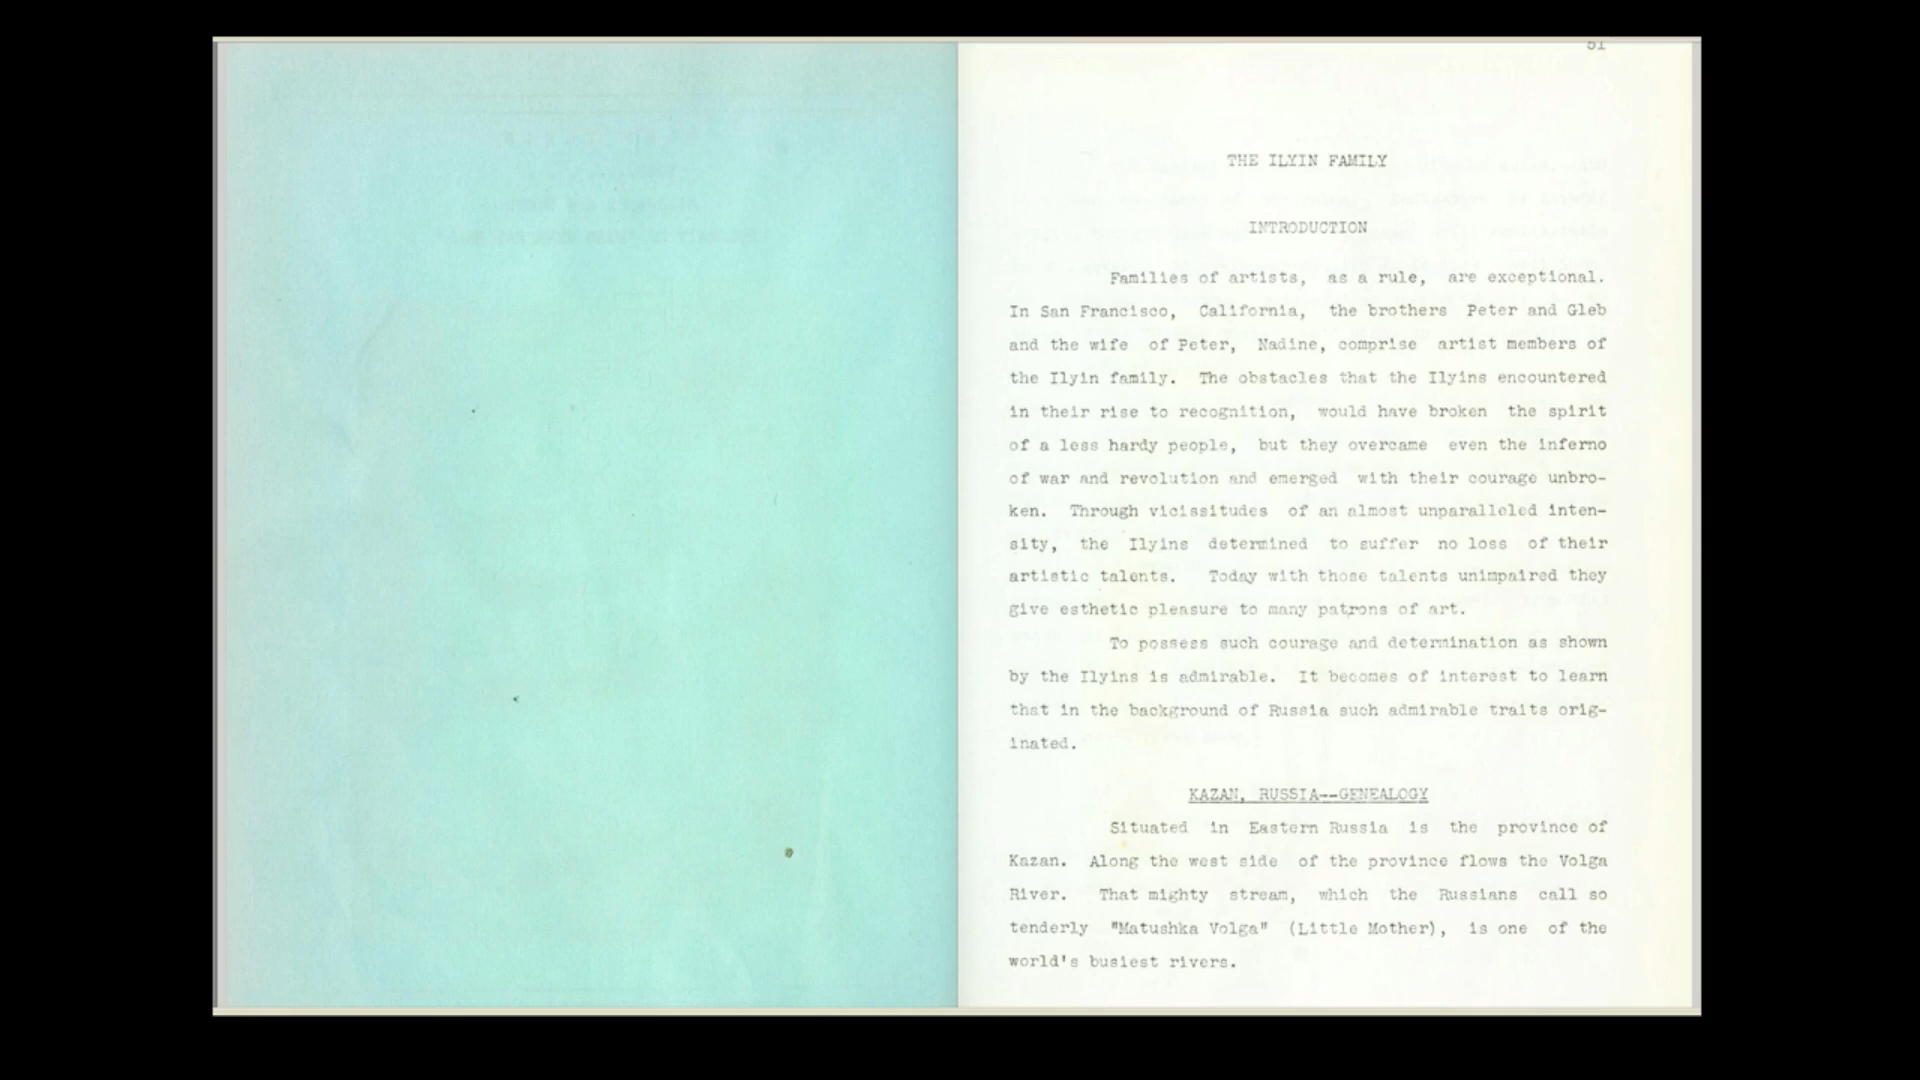 51
THE ILYIN FAMILY
INTRODUCTION
Families of artists, as a rule, are exceptional.
In San Francisco, California, the brothers Peter and Gleb
and the wife of Peter, Nadine, comprise artist members of
the Ilyin family. The obstacles that the Ilyins encountered
in their rise to recognition, would have broken the spirit
of a less hardy people, but they overcame even the inferno
of war and revolution and emerged with their courage unbro-
ken. Through vicissitudes of an almost unparalleled inten-
sity, the Ilyins determined to suffer no loss of their
artistic talents. Today with those talents unimpaired they
give esthetic pleasure to many patrons of art.
To possess such courage and determination as shown
by the Ilyins is admirable. It becomes of interest to learn
that in the background of Russia such admirable traits orig-
inated.
KAZAN, RUSSIA--GENEALOGY
Situated in Eastern Russia is the province of
Kazan. Along the west side of the province flows the Volga
River. That mighty stream, which the Russians call so
tenderly "Matushka Volga" (Little Mother), is one of the
world's busiest rivers.